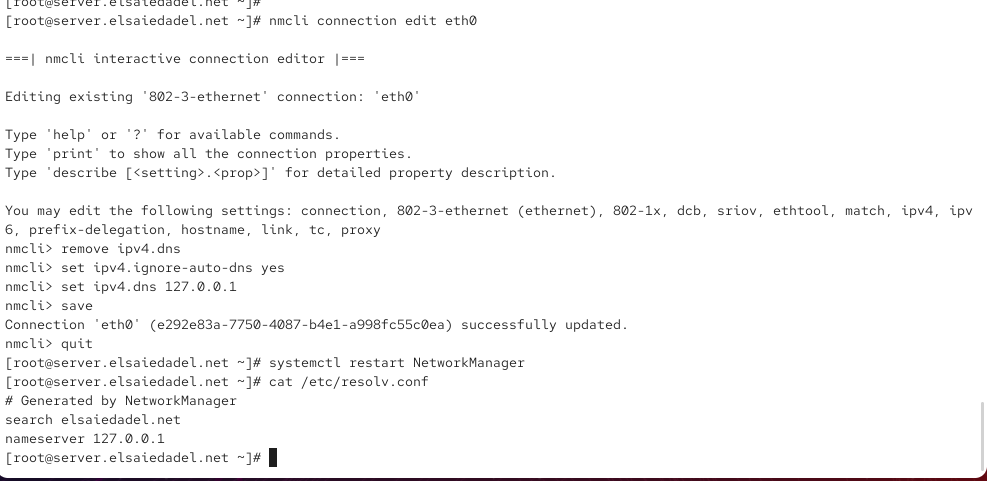 [root@server.elsaiedadel.net ~]#
[root@server.elsaiedadel.net ~]# nmcli connection edit eth0
===| nmcli interactive connection editor |===
Editing existing '802-3-ethernet' connection: 'eth0'
Type 'help' or '?' for available commands.
Type 'print' to show all the connection properties.
Type 'describe [<setting>.<prop>]' for detailed property description.
You may edit the following settings: connection, 802-3-ethernet (ethernet), 802-1x, dcb, sriov, ethtool, match, ipv4, ipv
6, prefix-delegation, hostname, link, tc, proxy
nmcli> remove ipv4.dns
nmcli> set ipv4.ignore-auto-dns yes
nmcli> set ipv4.dns 127.0.0.1
nmcli> save
Connection 'eth0' (e292e83a-7750-4087-b4e1-a998fc55c0ea) successfully updated.
nmcli> quit
[root@server.elsaiedadel.net ~]# systemctl restart NetworkManager
[root@server.elsaiedadel.net ~]# cat /etc/resolv.conf
# Generated by NetworkManager
search elsaiedadel.net
nameserver 127.0.0.1
[root@server.elsaiedadel.net ~]#